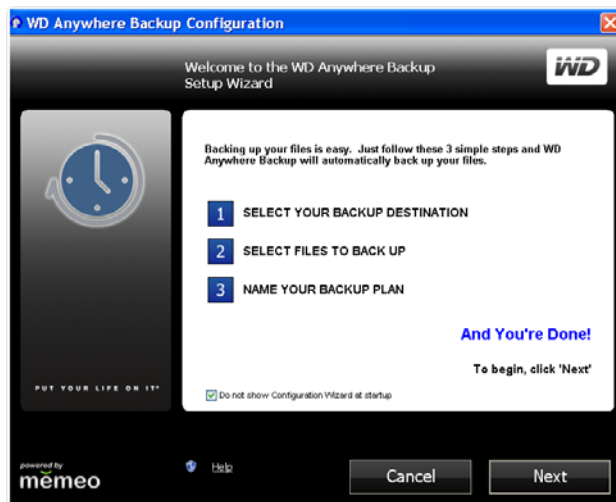 WD Anywhere Backup Configuration
Welcome to the WD Anywhere Backup
Setup Wizard
WD
Backing up your files is easy. Just follow these 3 simple steps and WD
Anywhere Backup will automatically back up your files.
1 SELECT YOUR BACKUP DESTINATION
2 SELECT FILES TO BACK UP
3 NAME YOUR BACKUP PLAN
And You're Done!
To begin, click 'Next'
PUT YOUR LIFE ON IT®
Do not show Configuration Wizard at startup
powered by
memeo
Help
Cancel
Next